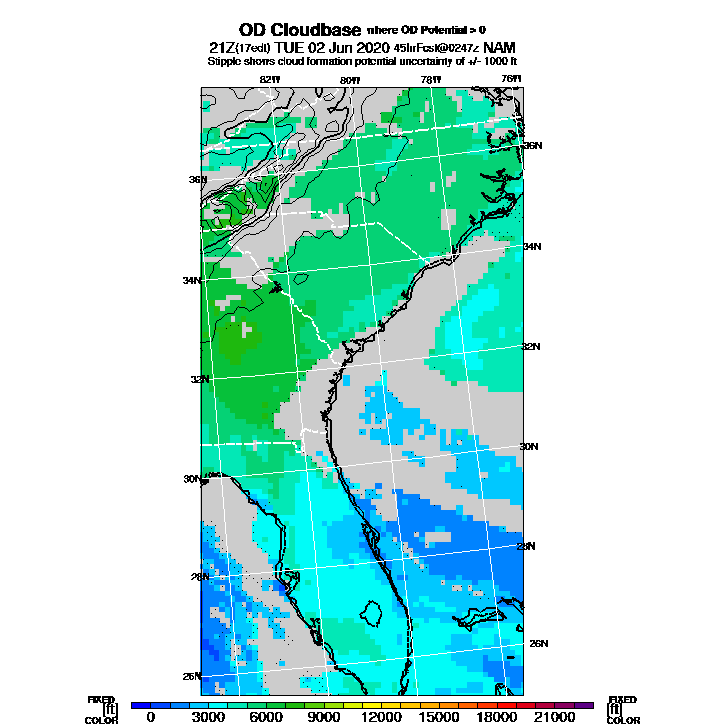 OD Cloudbase where OD Potential > 0
21Z(17edt) TUE 02 Jun 2020 45hrFcst@0247z NAM
Stipple shows cloud formation potential uncertainty of +/- 1000 ft
82W 80W 78W 76W
36N
36N
34N
34N
32N
32N
30N
30N
28N
28N
26N
26N
FIXED FIXED
[ft] [ft]
COLOR 0 3000 6000 9000 12000 15000 18000 21000 COLOR